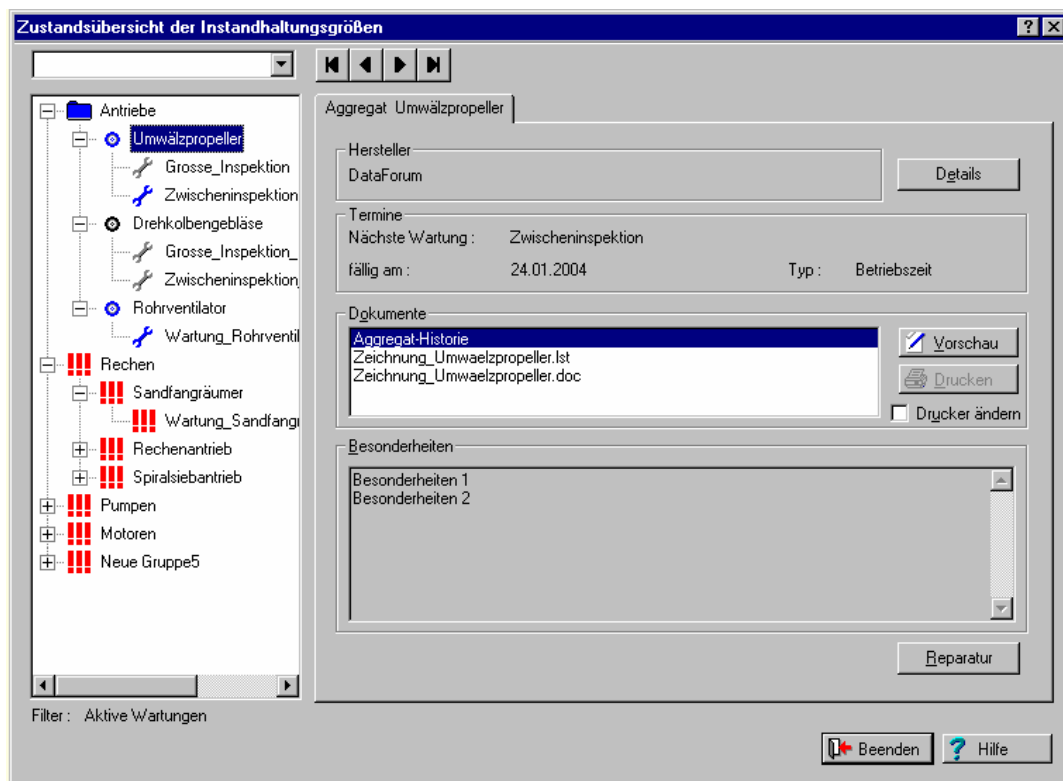 Zustandsübersicht der Instandhaltungsgrößen
Antriebe
Umwälzpropeller
Grosse_Inspektion
Zwischeninspektion
Drehkolbengebläse
Grosse_Inspektion_
Zwischeninspektion_
Rohrventilator
Wartung_Rohrventil
Rechen
Sandfangräumer
Wartung_Sandfangr
Rechenantrieb
Spiralsiebantrieb
Pumpen
Motoren
Neue Gruppe5
Filter : Aktive Wartungen
Aggregat Umwälzpropeller
Hersteller
DataForum
Details
Termine
Nächste Wartung : Zwischeninspektion
fällig am : 24.01.2004 Typ : Betriebszeit
Dokumente
Aggregat-Historie
Zeichnung_Umwaelzpropeller.lst
Zeichnung_Umwaelzpropeller.doc
Vorschau
Drucken
Drucker ändern
Besonderheiten
Besonderheiten 1
Besonderheiten 2
Reparatur
Beenden
Hilfe